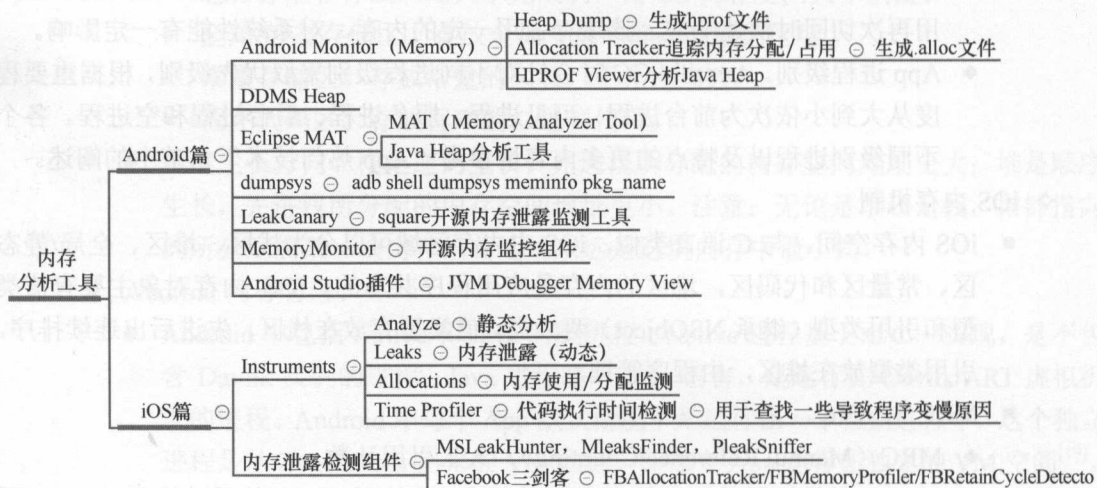 Heap Dump ⊖ 生成hprof文件
Android Monitor（Memory） ⊖ Allocation Tracker追踪内存分配/占用 ⊖ 生成.alloc文件
HPROF Viewer分析Java Heap
DDMS Heap
Eclipse MAT ⊖ MAT（Memory Analyzer Tool）
Java Heap分析工具
Android篇 ⊖
dumpsys ⊖ adb shell dumpsys meminfo pkg_name
LeakCanary ⊖ square开源内存泄露监测工具
MemoryMonitor ⊖ 开源内存监控组件
Android Studio插件 ⊖ JVM Debugger Memory View
内存
分析工具 ⊖
Analyze ⊖ 静态分析
Instruments ⊖ Leaks ⊖ 内存泄露（动态）
Allocations ⊖ 内存使用/分配监测
Time Profiler ⊖ 代码执行时间检测 ⊖ 用于查找一些导致程序变慢原因
iOS篇 ⊖
内存泄露检测组件 ⊖ MSLeakHunter，MleaksFinder，PleakSniffer
Facebook三剑客 ⊖ FBAllocationTracker/FBMemoryProfiler/FBRetainCycleDetecto